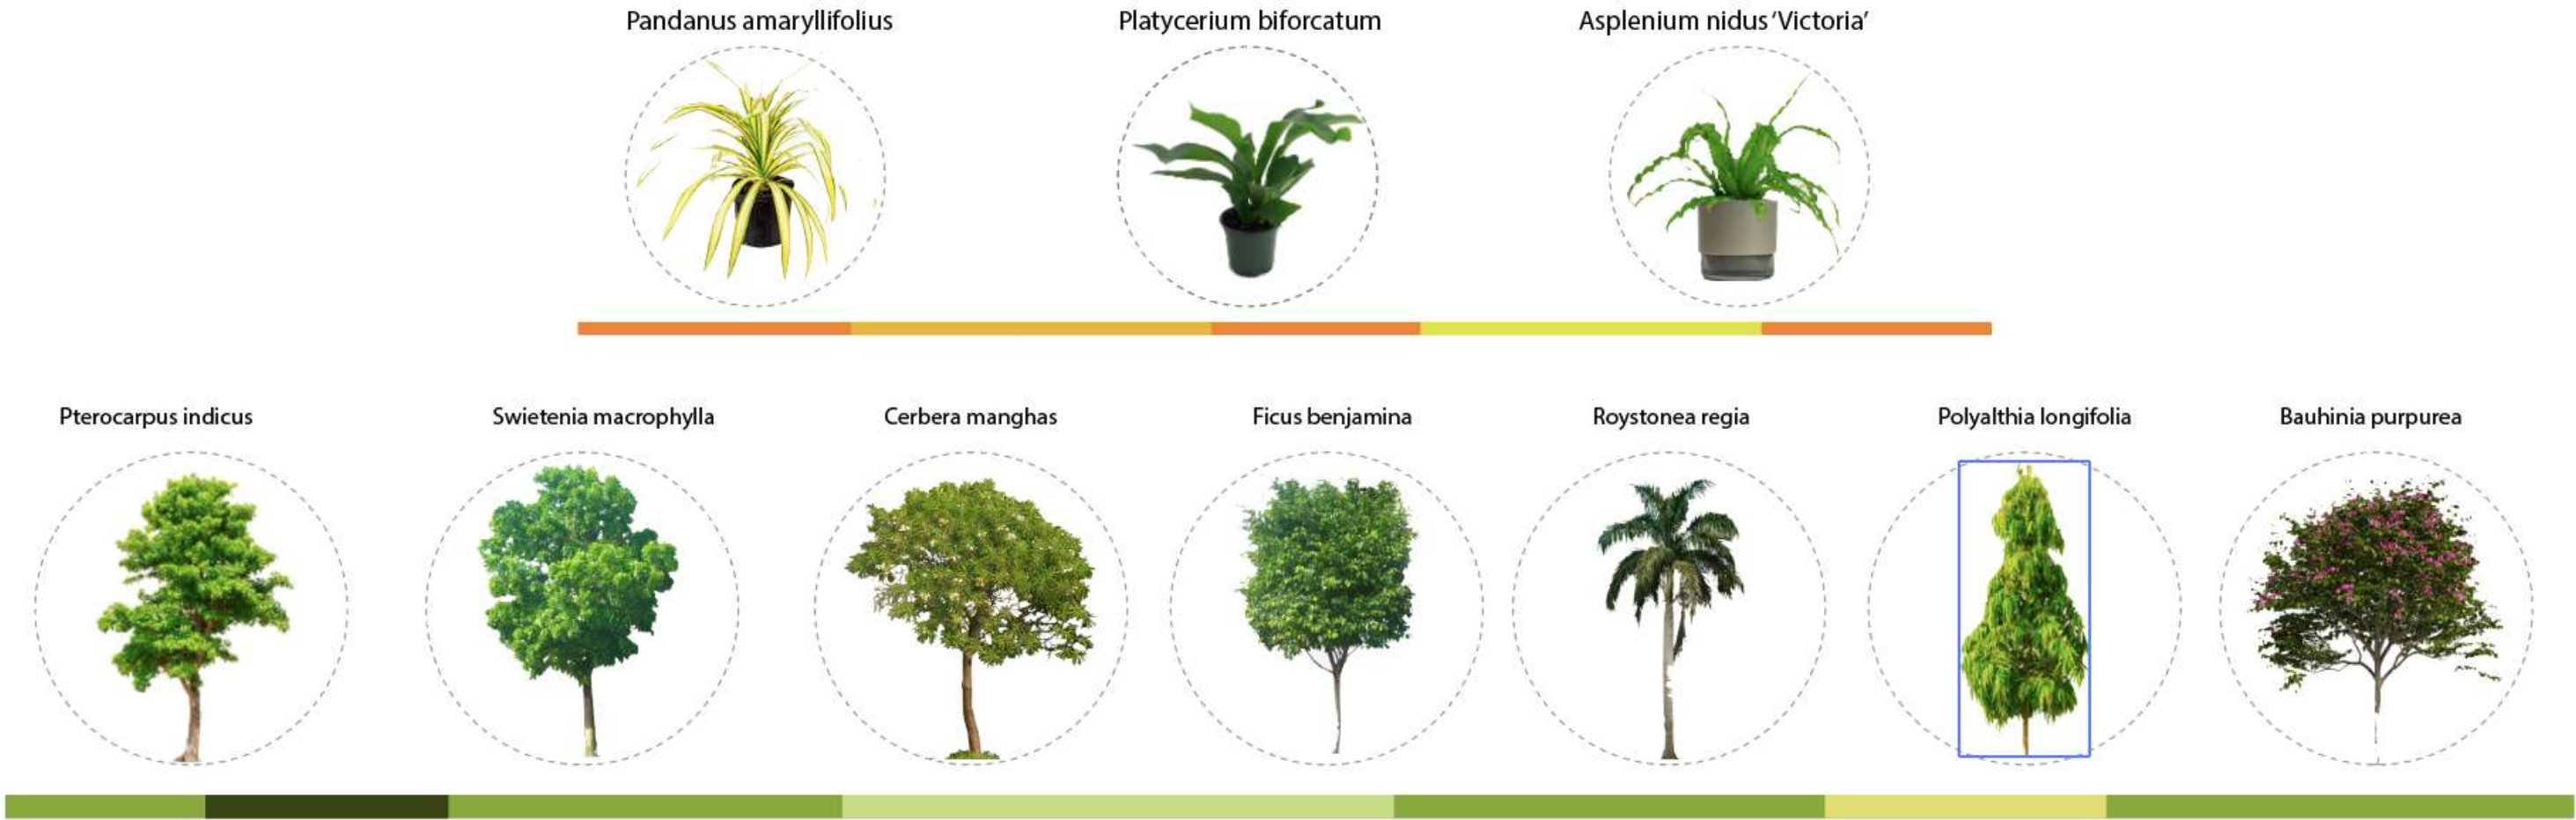 Pandanus amaryllifolius
Platycerium biforcatum
Asplenium nidus 'Victoria'
Pterocarpus indicus
Swietenia macrophylla
Cerbera manghas
Ficus benjamina
Roystonea regia
Polyalthia longifolia
Bauhinia purpurea